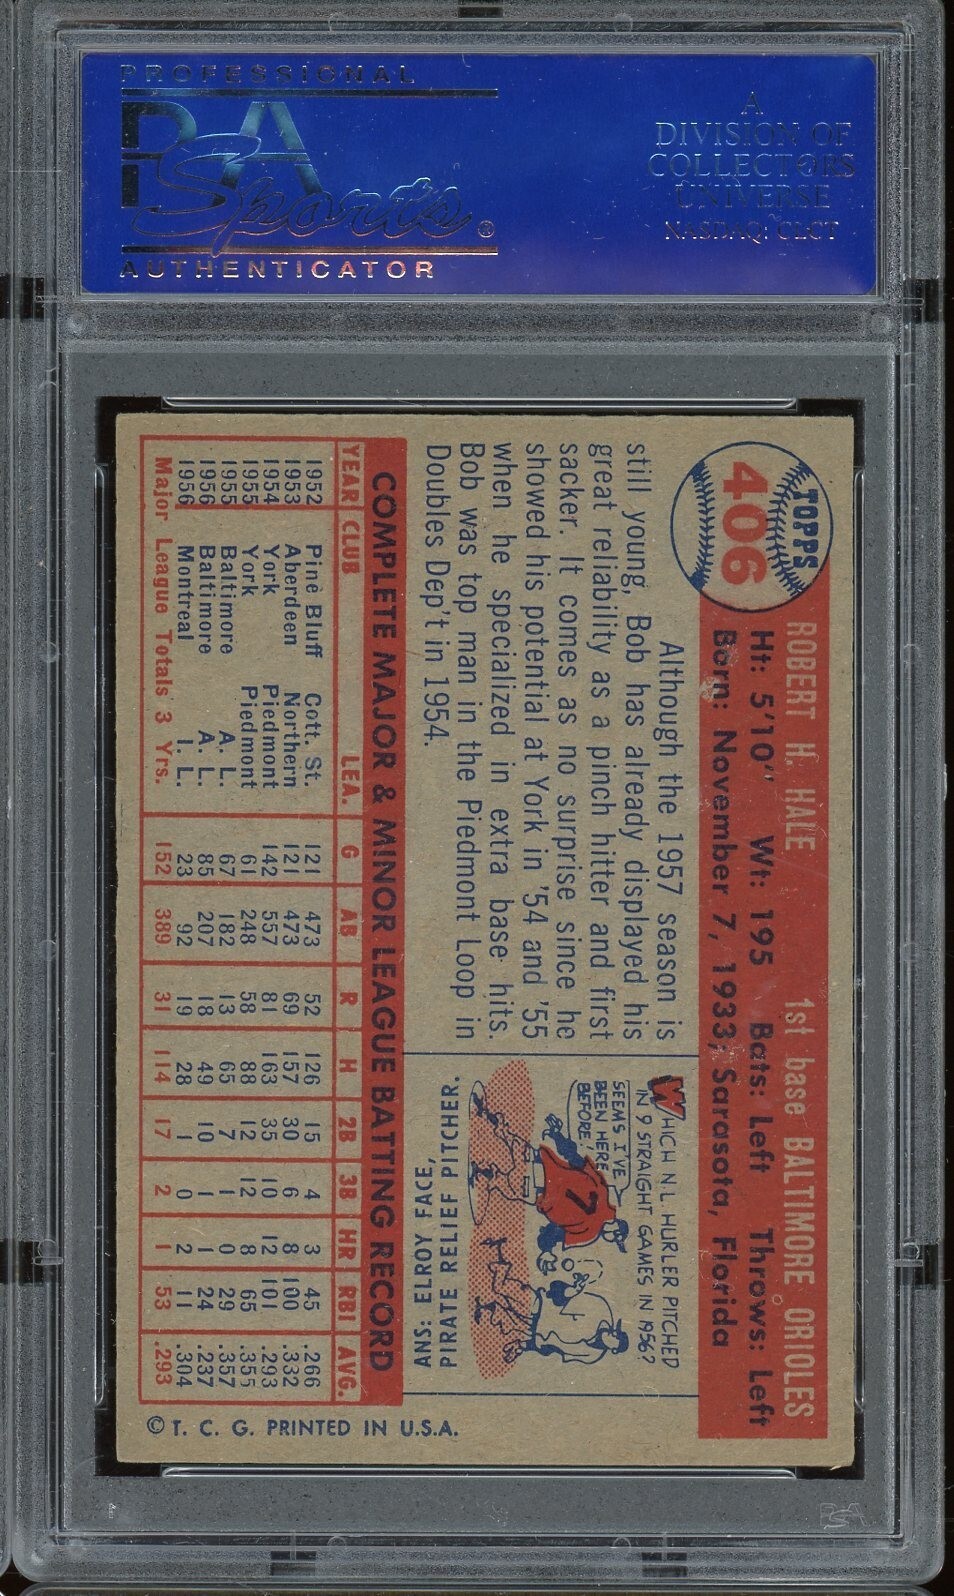 PROFESSIONAL
PSA
Sports®
AUTHENTICATOR
A
DIVISION OF
COLLECTORS
UNIVERSE
NASDAQ: CLCT
TOPPS
406
ROBERT H. HALE 1st base BALTIMORE ORIOLES
Ht: 5'10" Wt: 195 Bats: Left Throws: Left
Born: November 7, 1933; Sarasota, Florida
Although the 1957 season is
still young, Bob has already displayed his
great reliability as a pinch hitter and first
sacker. It comes as no surprise since he
showed his potential at York in '54 and '55
when he specialized in extra base hits.
Bob was top man in the Piedmont Loop in
Doubles Dep't in 1954.
WHICH N.L. HURLER PITCHED
IN 9 STRAIGHT GAMES IN 1956?
SEEMS I'VE
BEEN HERE
BEFORE!
7
ANS: ELROY FACE,
PIRATE RELIEF PITCHER.
COMPLETE MAJOR & MINOR LEAGUE BATTING RECORD
YEAR CLUB LEA. G AB R H 2B 3B HR RBI AVG.
1952 Pine Bluff Cott. St. 121 473 52 126 15 4 3 45 .266
1953 Aberdeen Northern 121 473 69 157 30 6 8 100 .332
1954 York Piedmont 142 557 81 163 35 10 12 101 .293
1955 York Piedmont 61 248 58 88 12 12 8 65 .355
1955 Baltimore A. L. 67 182 13 65 7 1 0 29 .357
1956 Baltimore A. L. 85 207 18 49 10 1 1 24 .237
1956 Montreal I. L. 23 92 19 28 1 0 2 11 .304
Major League Totals 3 Yrs. 152 389 31 114 17 2 1 53 .293
© T. C. G. PRINTED IN U.S.A.
PSA